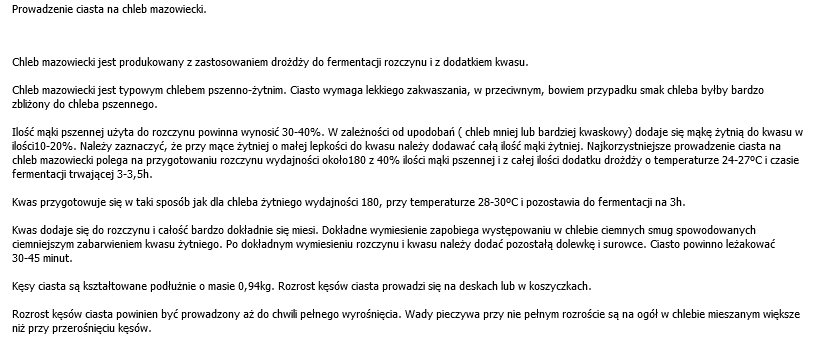 Prowadzenie ciasta na chleb mazowiecki.
Chleb mazowiecki jest produkowany z zastosowaniem drożdży do fermentacji rozczynu i z dodatkiem kwasu.
Chleb mazowiecki jest typowym chlebem pszenno-żytnim. Ciasto wymaga lekkiego zakwaszania, w przeciwnym, bowiem przypadku smak chleba byłby bardzo
zbliżony do chleba pszennego.
Ilość mąki pszennej użyta do rozczynu powinna wynosić 30-40%. W zależności od upodobań ( chleb mniej lub bardziej kwaskowy) dodaje się mąkę żytnią do kwasu w
ilości10-20%. Należy zaznaczyć, że przy mące żytniej o małej lepkości do kwasu należy dodawać całą ilość mąki żytniej. Najkorzystniejsze prowadzenie ciasta na
chleb mazowiecki polega na przygotowaniu rozczynu wydajności około180 z 40% ilości mąki pszennej i z całej ilości dodatku drożdży o temperaturze 24-27ºC i czasie
fermentacji trwającej 3-3,5h.
Kwas przygotowuje się w taki sposób jak dla chleba żytniego wydajności 180, przy temperaturze 28-30ºC i pozostawia do fermentacji na 3h.
Kwas dodaje się do rozczynu i całość bardzo dokładnie się miesi. Dokładne wymiesienie zapobiega występowaniu w chlebie ciemnych smug spowodowanych
ciemniejszym zabarwieniem kwasu żytniego. Po dokładnym wymiesieniu rozczynu i kwasu należy dodać pozostałą dolewkę i surowce. Ciasto powinno leżakować
30-45 minut.
Kęsy ciasta są kształtowane podłużnie o masie 0,94kg. Rozrost kęsów ciasta prowadzi się na deskach lub w koszyczkach.
Rozrost kęsów ciasta powinien być prowadzony aż do chwili pełnego wyrośnięcia. Wady pieczywa przy nie pełnym rozroście są na ogół w chlebie mieszanym większe
niż przy przerośnięciu kęsów.